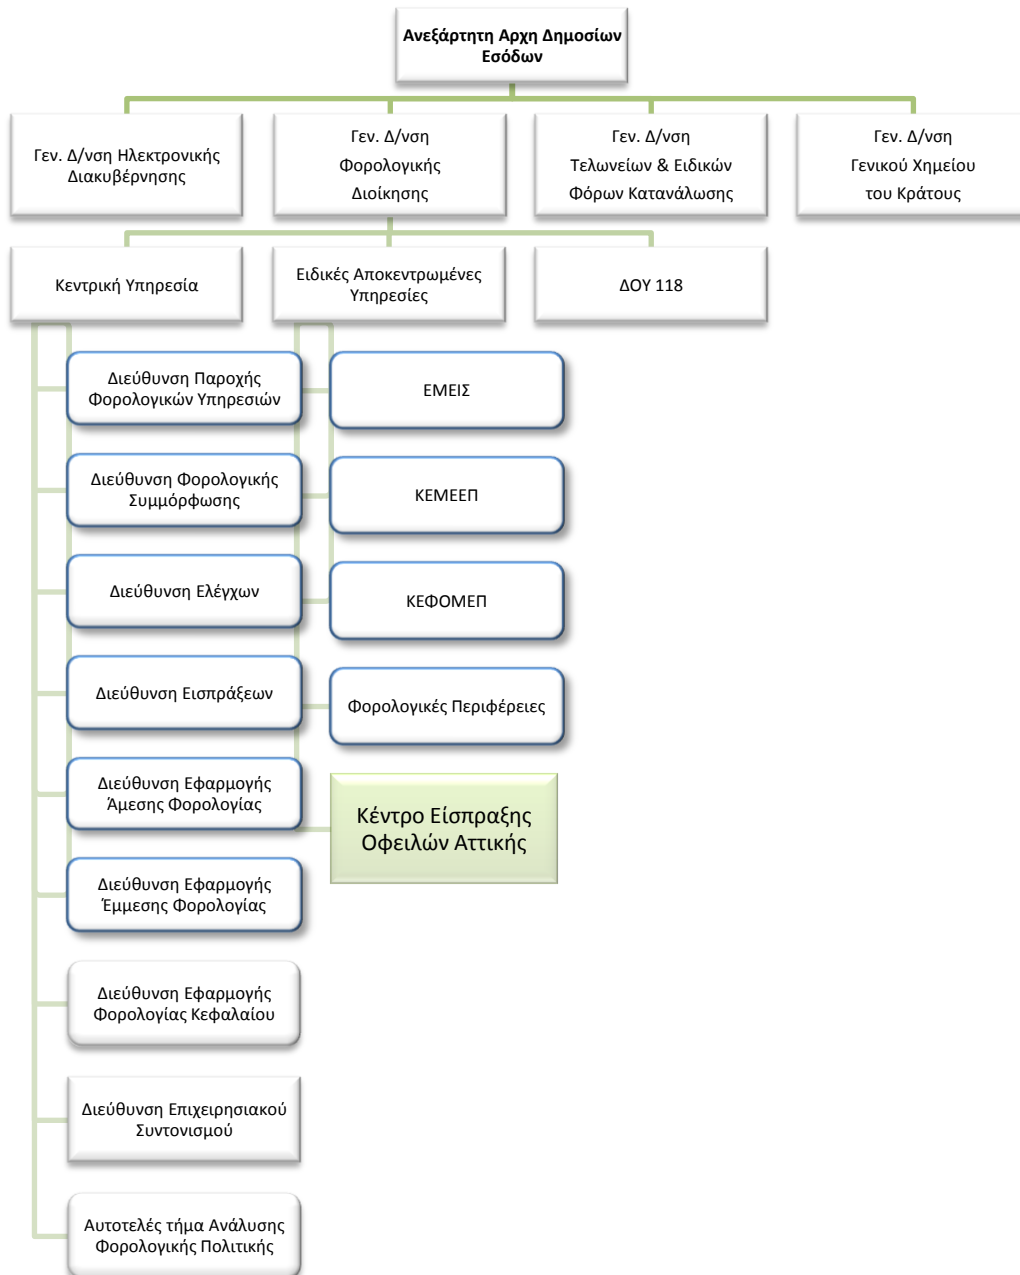 Ανεξάρτητη Αρχη Δημοσίων
Εσόδων
Γεν. Δ/νση Ηλεκτρονικής
Διακυβέρνησης
Γεν. Δ/νση
Φορολογικής
Διοίκησης
Γεν. Δ/νση
Τελωνείων & Ειδικών
Φόρων Κατανάλωσης
Γεν. Δ/νση
Γενικού Χημείου
του Κράτους
Κεντρική Υπηρεσία
Ειδικές Αποκεντρωμένες
Υπηρεσίες
ΔΟΥ 118
Διεύθυνση Παροχής
Φορολογικών Υπηρεσιών
Διεύθυνση Φορολογικής
Συμμόρφωσης
Διεύθυνση Ελέγχων
Διεύθυνση Εισπράξεων
Διεύθυνση Εφαρμογής
Άμεσης Φορολογίας
Διεύθυνση Εφαρμογής
Έμμεσης Φορολογίας
Διεύθυνση Εφαρμογής
Φορολογίας Κεφαλαίου
Διεύθυνση Επιχειρησιακού
Συντονισμού
Αυτοτελές τήμα Ανάλυσης
Φορολογικής Πολιτικής
ΕΜΕΙΣ
ΚΕΜΕΕΠ
ΚΕΦΟΜΕΠ
Φορολογικές Περιφέρειες
Κέντρο Είσπραξης
Οφειλών Αττικής